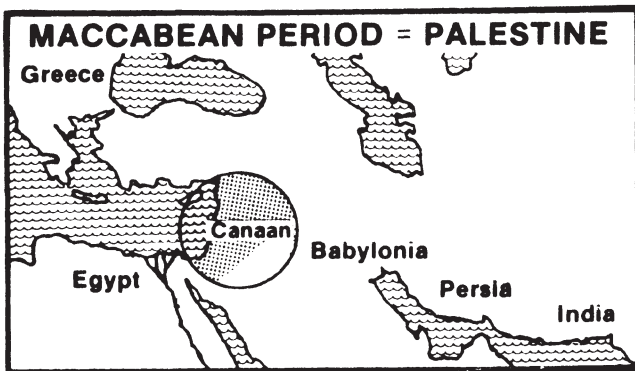 MACCABEAN PERIOD = PALESTINE
Greece
Canaan
Babylonia
Egypt
Persia
India